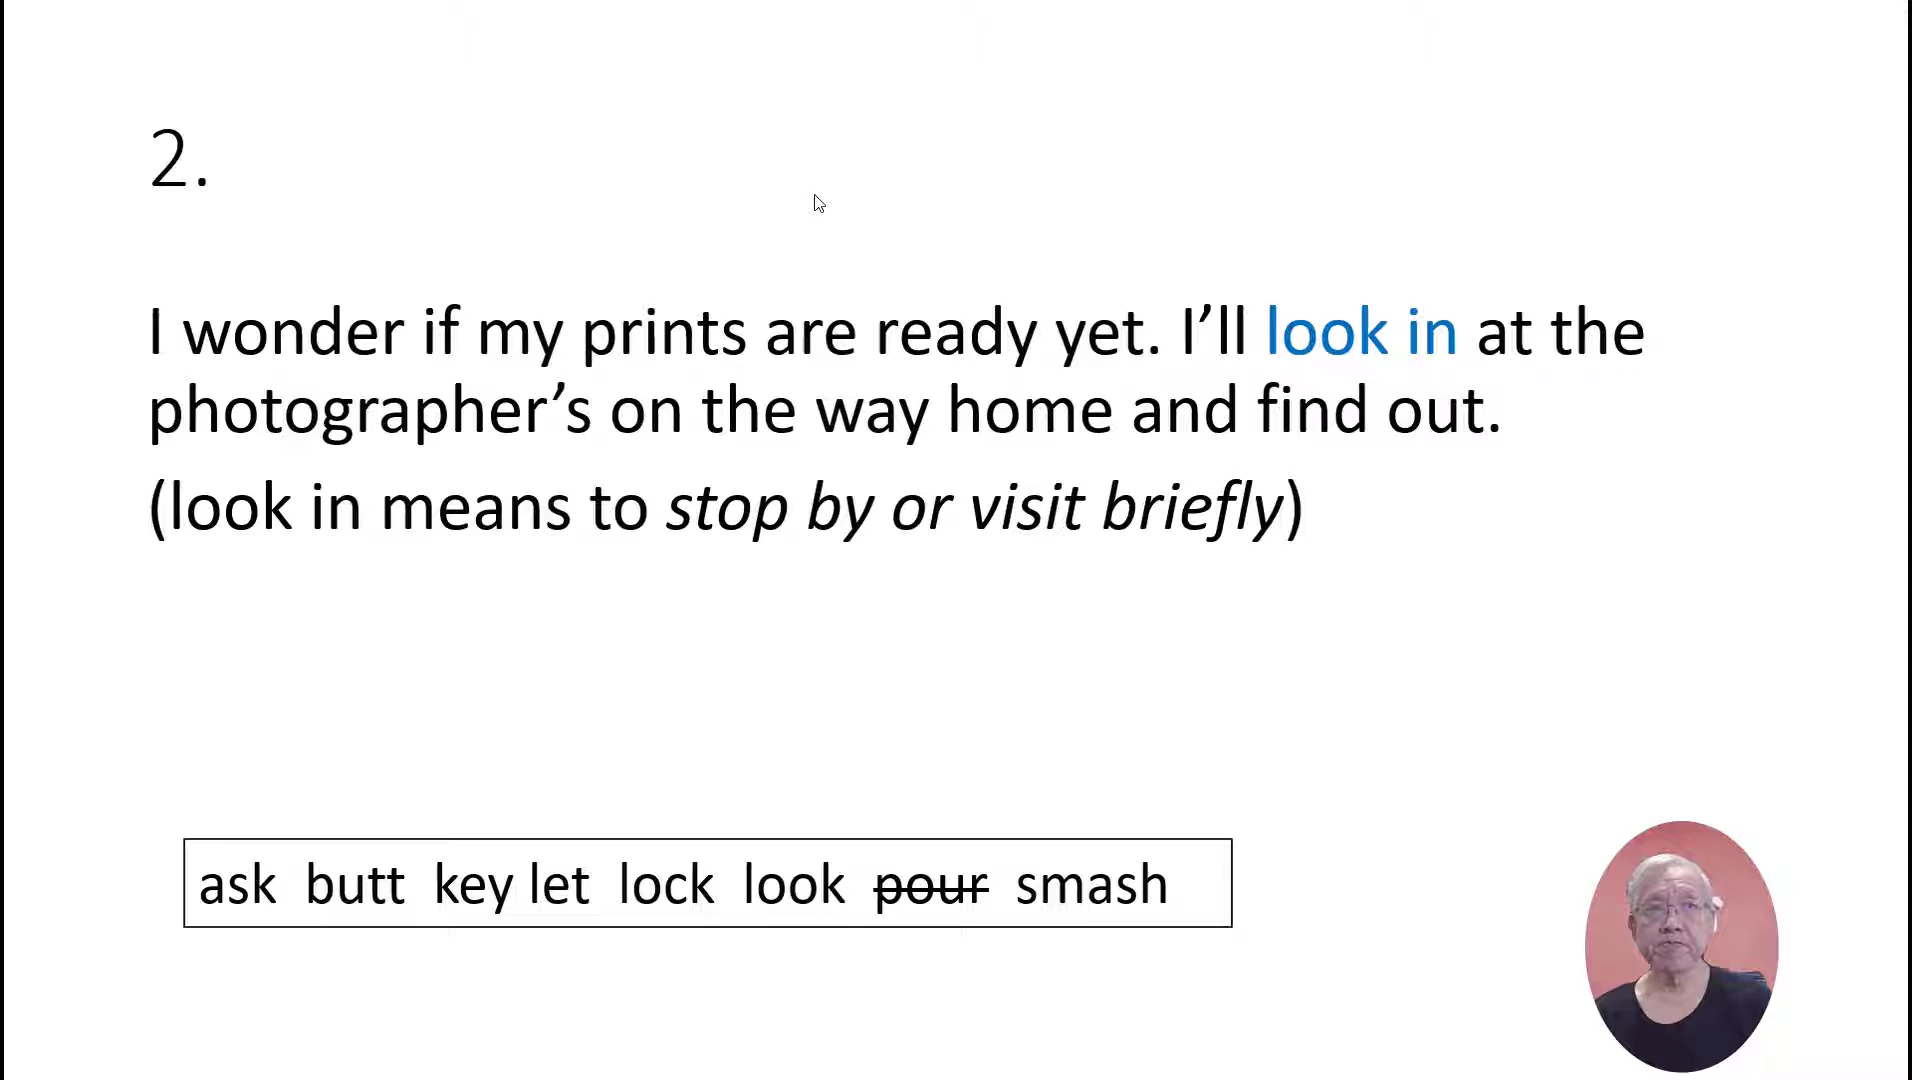 2.
I wonder if my prints are ready yet. I’ll look in at the
photographer’s on the way home and find out.
(look in means to stop by or visit briefly)
ask butt key let lock look pour smash